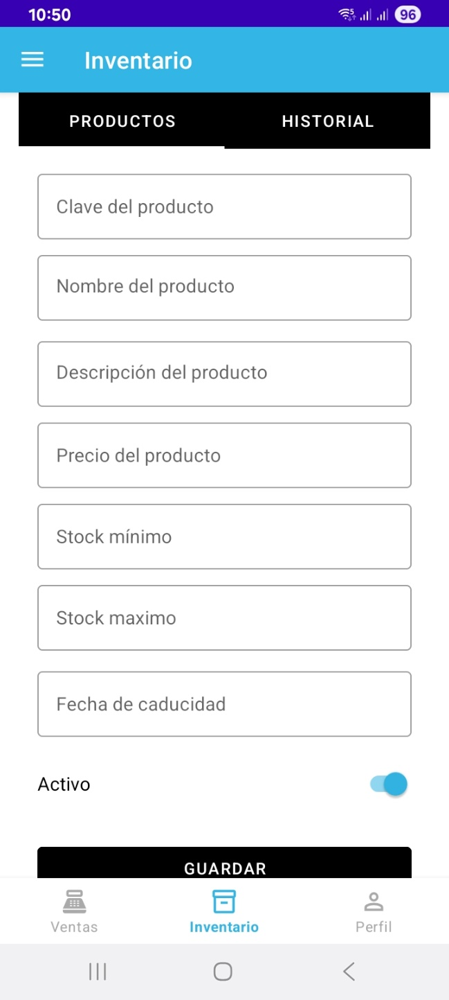 10:50
5
96
Inventario
PRODUCTOS
HISTORIAL
Clave del producto
Nombre del producto
Descripción del producto
Precio del producto
Stock mínimo
Stock maximo
Fecha de caducidad
Activo
GUARDAR
Ventas
Inventario
Perfil